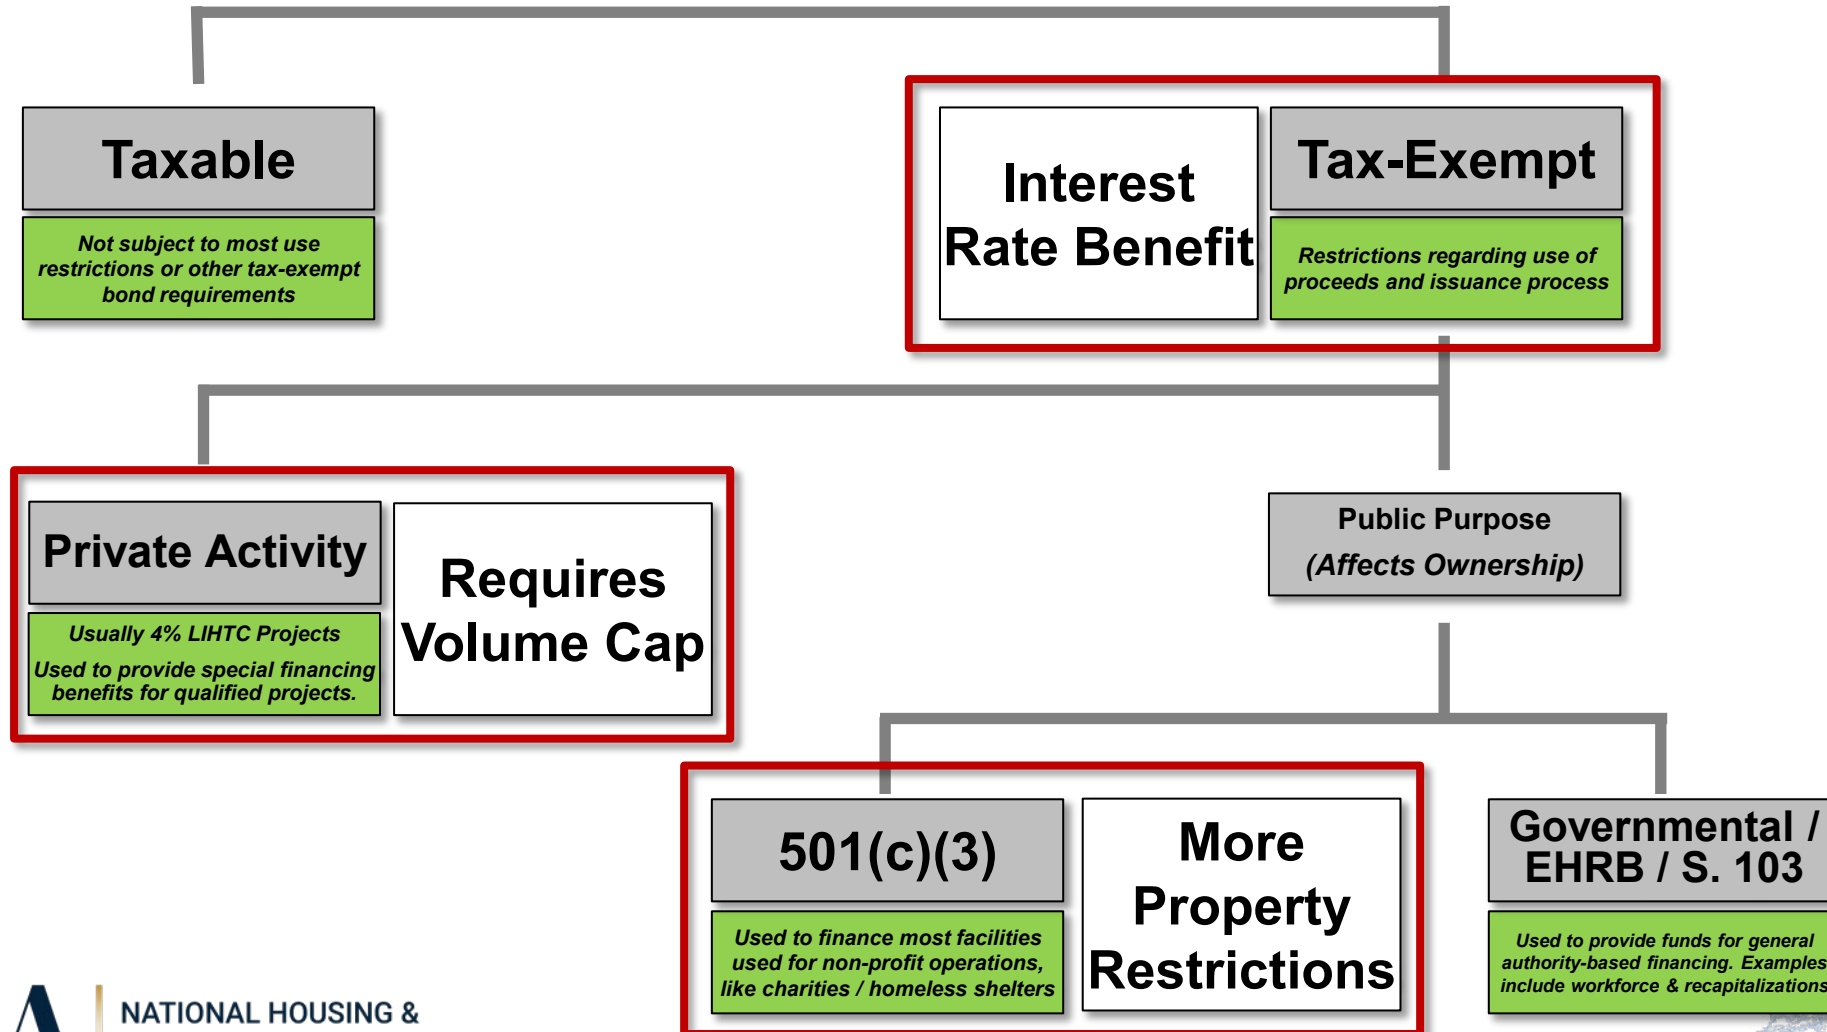 Taxable
Not subject to most use
restrictions or other tax-exempt
bond requirements
Interest
Rate Benefit
Tax-Exempt
Restrictions regarding use of
proceeds and issuance process
Private Activity
Usually 4% LIHTC Projects
Used to provide special financing
benefits for qualified projects.
Requires
Volume Cap
Public Purpose
(Affects Ownership)
501(c)(3)
Used to finance most facilities
used for non-profit operations,
like charities / homeless shelters
More
Property
Restrictions
Governmental /
EHRB / S. 103
Used to provide funds for general
authority-based financing. Examples
include workforce & recapitalizations
NATIONAL HOUSING &